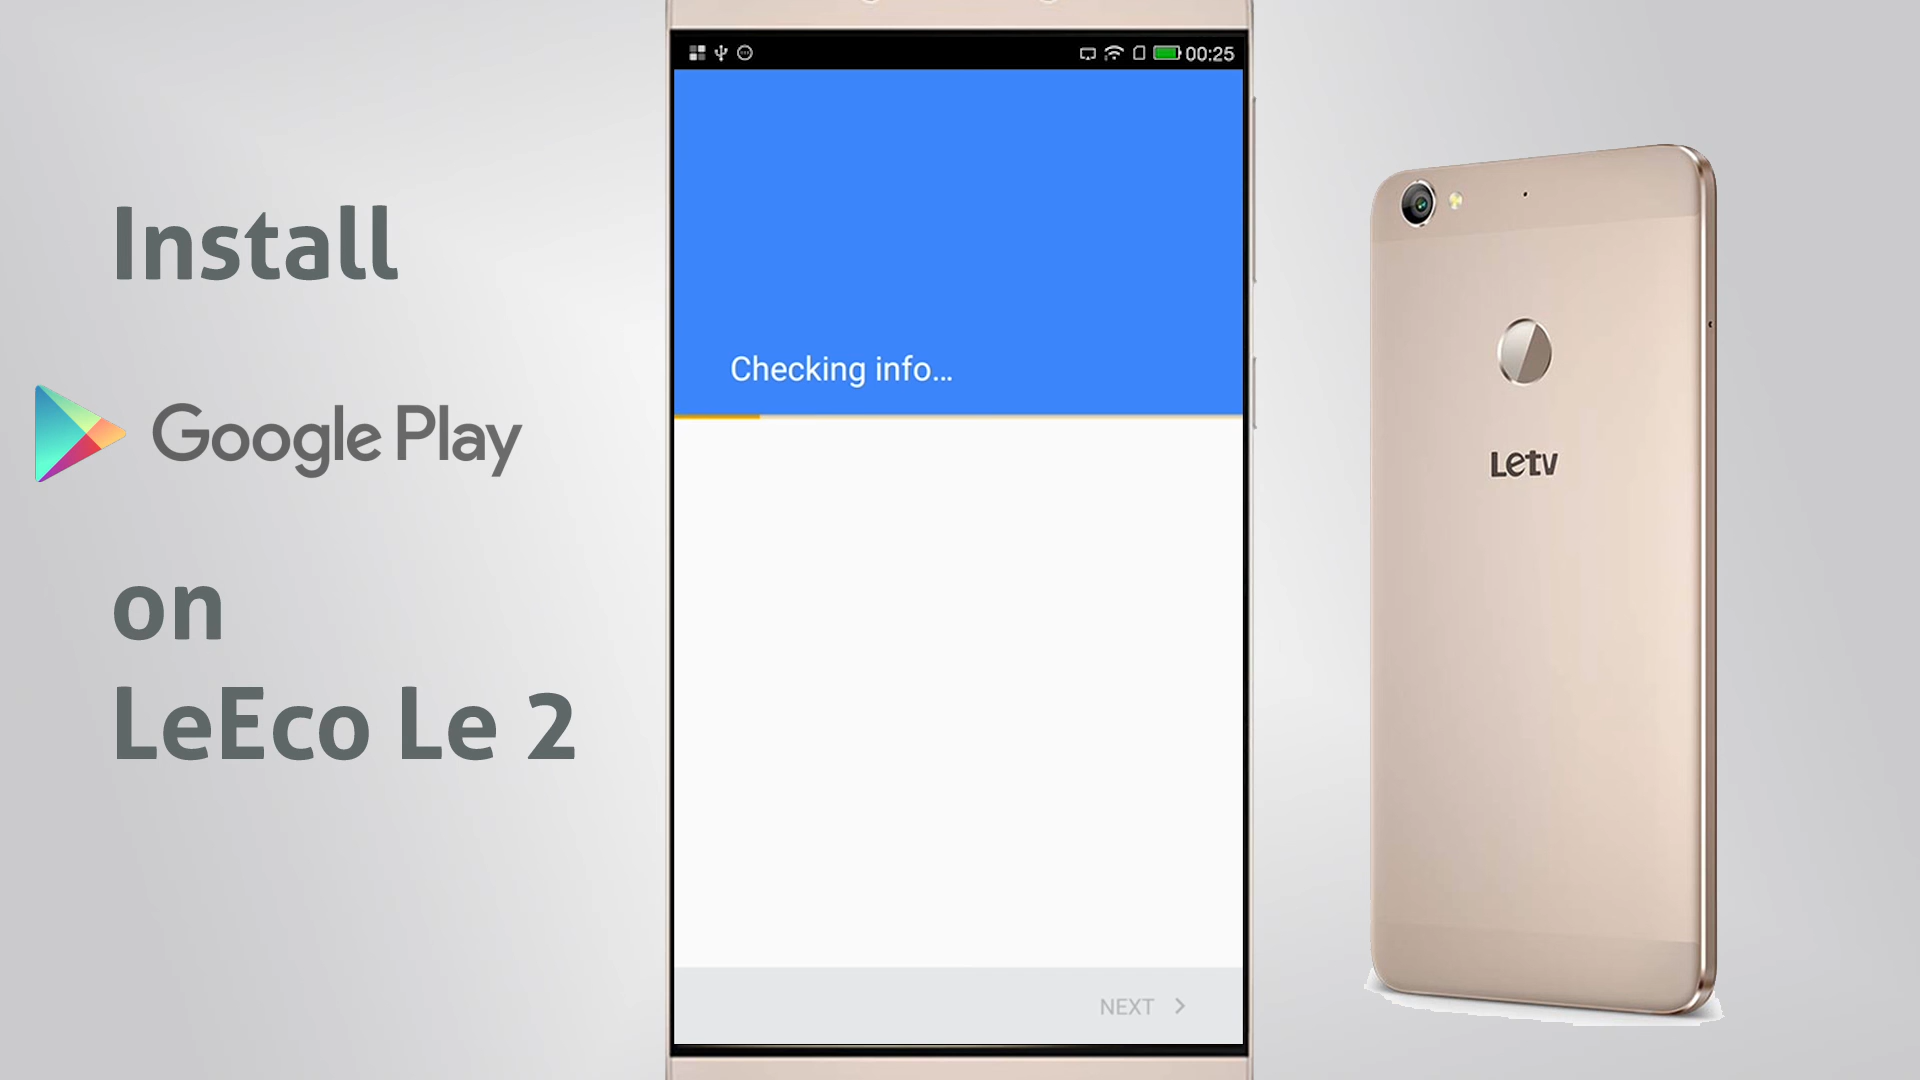 Install
Google Play
on
LeEco Le 2
00:25
Checking info...
NEXT
Letv